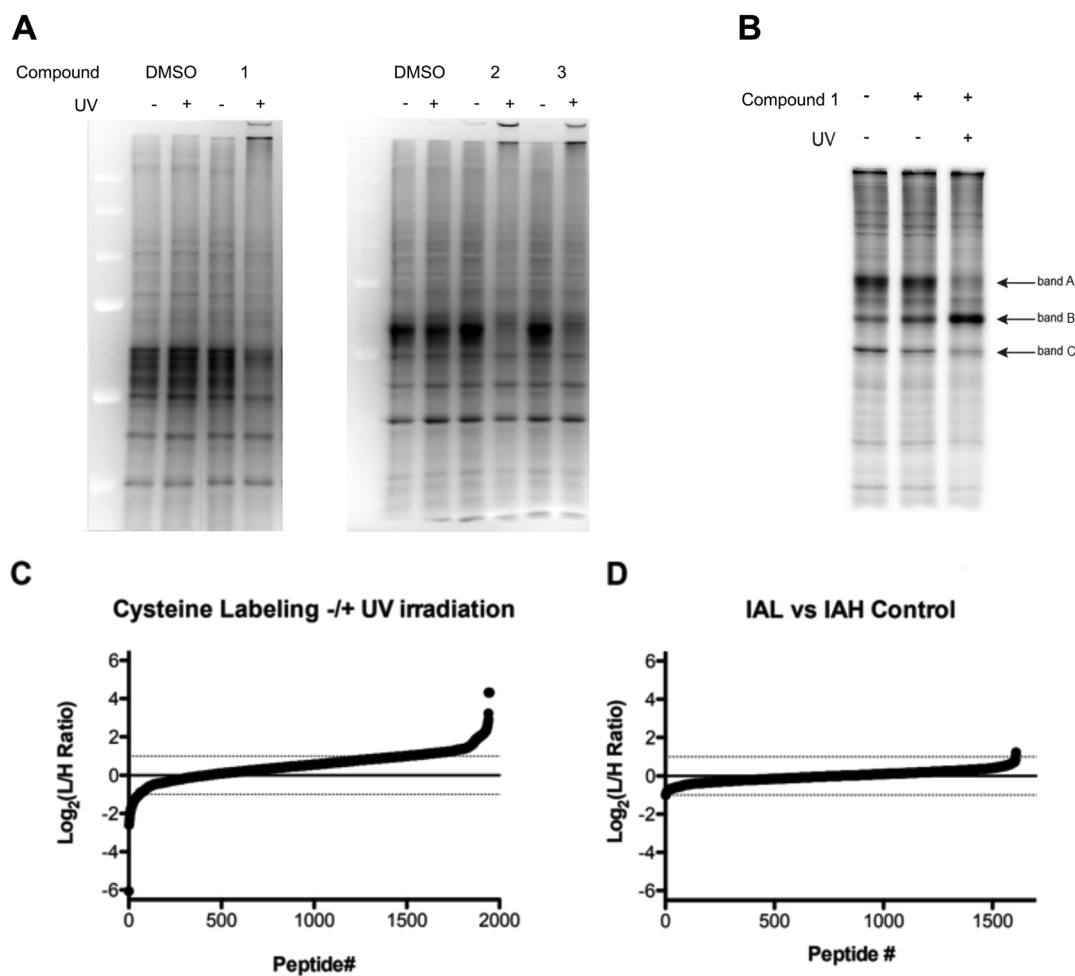 A
Compound DMSO 1 DMSO 2 3
UV - + - + - + - + - +
B
Compound 1 - + +
UV - - +
band A
band B
band C
C
Cysteine Labeling -/+ UV irradiation
Log2(L/H Ratio)
6
4
2
0
-2
-4
-6
0 500 1000 1500 2000
Peptide#
D
IAL vs IAH Control
Log2(L/H Ratio)
6
4
2
0
-2
-4
-6
0 500 1000 1500
Peptide #